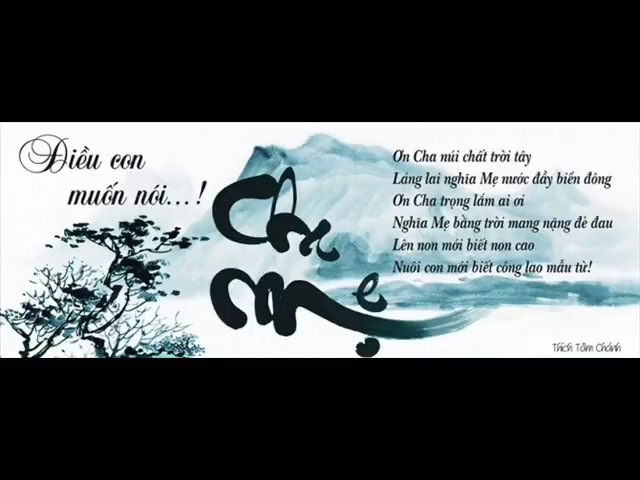 Điều con
muốn nói...!
Cha
Mẹ
Ơn Cha núi chất trời tây
Láng lai nghĩa Mẹ nước đầy biển đông
Ơn Cha trọng lắm ai ơi
Nghĩa Mẹ bằng trời mang nặng đẻ đau
Lên non mới biết non cao
Nuôi con mới biết công lao mẫu từ!
Thích Tâm Chánh